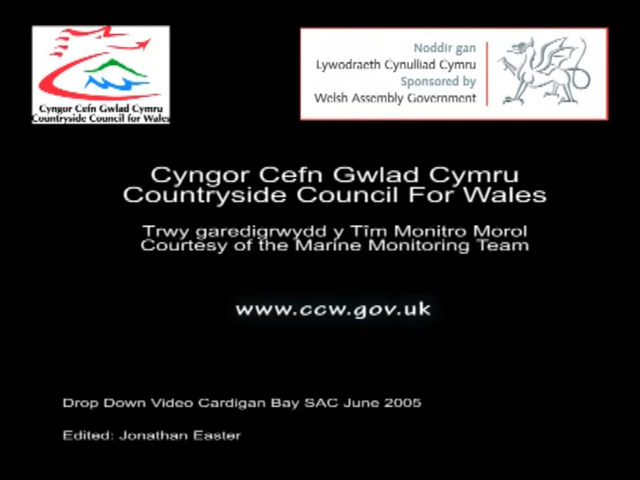 Cyngor Cefn Gwlad Cymru
Countryside Council for Wales
Noddir gan
Lywodraeth Cynulliad Cymru
Sponsored by
Welsh Assembly Government
Cyngor Cefn Gwlad Cymru
Countryside Council For Wales
Trwy garedigrwydd y Tîm Monitro Morol
Courtesy of the Marine Monitoring Team
www.ccw.gov.uk
Drop Down Video Cardigan Bay SAC June 2005
Edited: Jonathan Easter